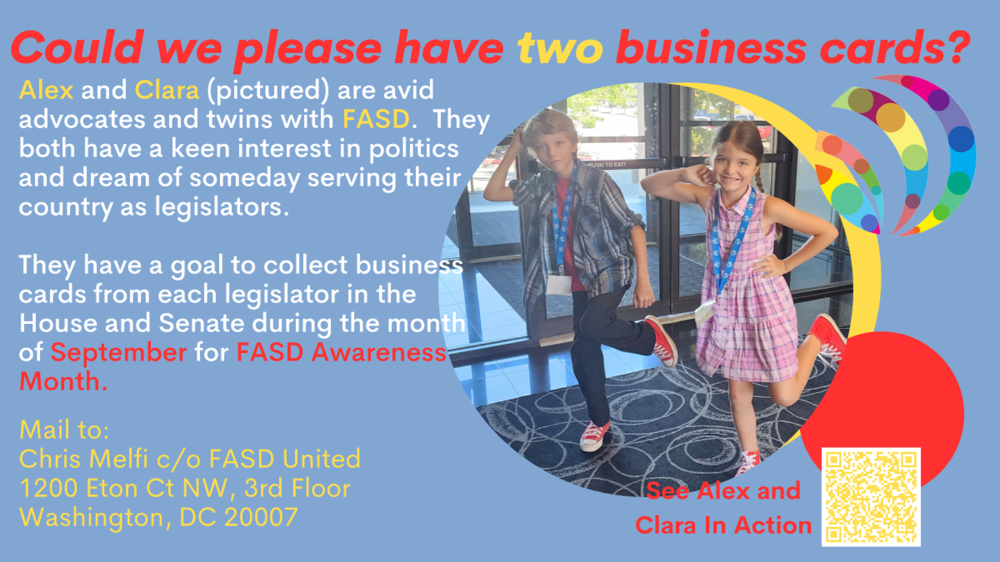 Could we please have two business cards?
Alex and Clara (pictured) are avid
advocates and twins with FASD. They
both have a keen interest in politics
and dream of someday serving their
country as legislators.
They have a goal to collect business
cards from each legislator in the
House and Senate during the month
of September for FASD Awareness
Month.
Mail to:
Chris Melfi c/o FASD United
1200 Eton Ct NW, 3rd Floor
Washington, DC 20007
PUSH TO EXIT
See Alex and
Clara In Action